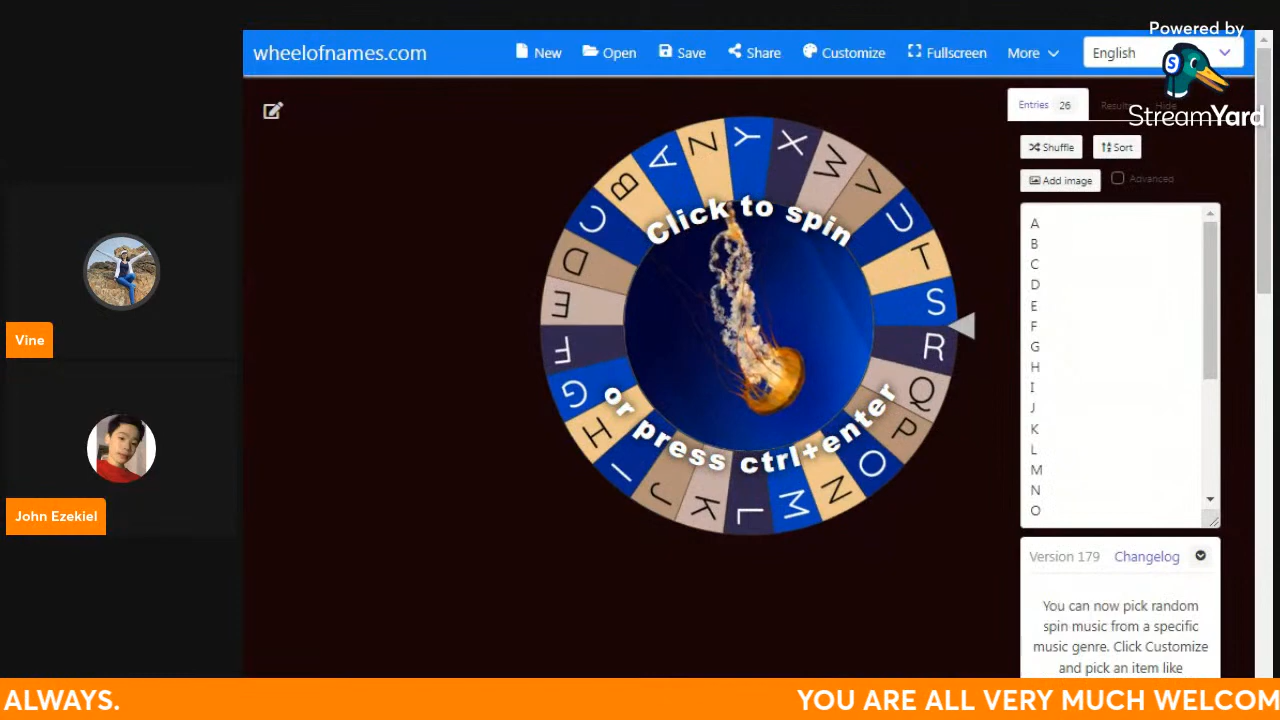 Powered by
StreamYard
wheelofnames.com
New
Open
Save
Share
Customize
Fullscreen
More
English
Entries 26
Results
Hide
Shuffle
Sort
Add image
Advanced
A
B
C
D
E
F
G
H
I
J
K
L
M
N
O
Click to spin
or press ctrl+enter
A
B
C
D
E
F
G
H
I
J
K
L
M
N
O
P
Q
R
S
T
U
V
W
X
Y
Z
Version 179 Changelog
You can now pick random
spin music from a specific
music genre. Click Customize
and pick an item like
Vine
John Ezekiel
ALWAYS.
YOU ARE ALL VERY MUCH WELCOM